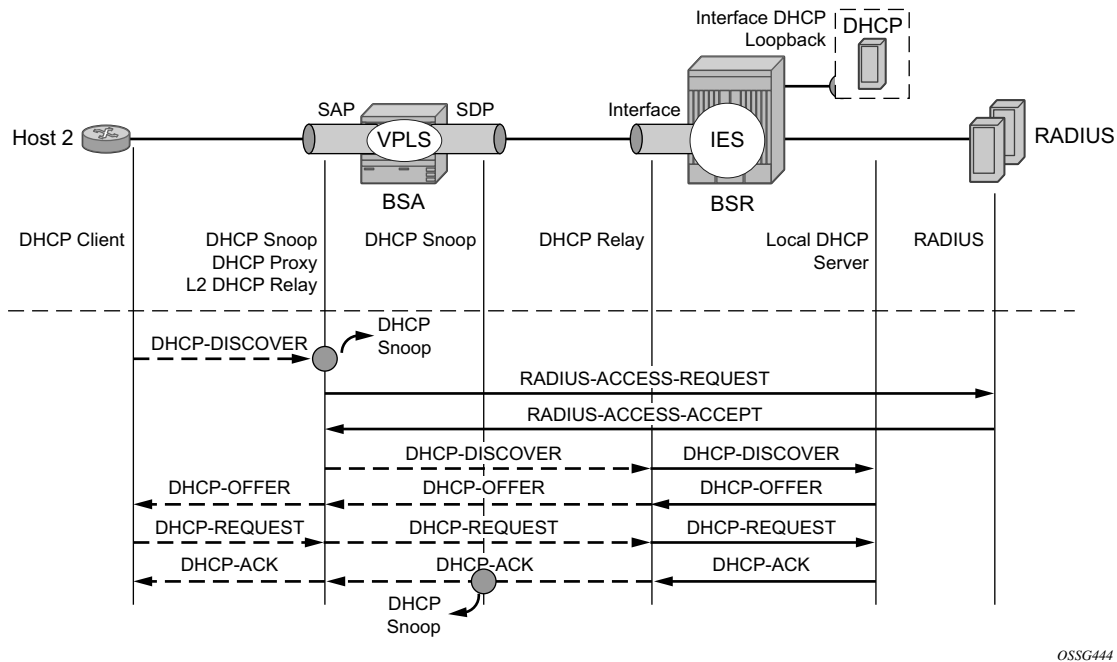 Interface DHCP
Loopback
DHCP
SAP
SDP
Interface
Host 2
VPLS
IES
RADIUS
BSA
BSR
DHCP Client
DHCP Snoop
DHCP Proxy
L2 DHCP Relay
DHCP Snoop
DHCP Relay
Local DHCP
Server
RADIUS
DHCP-DISCOVER
DHCP
Snoop
RADIUS-ACCESS-REQUEST
RADIUS-ACCESS-ACCEPT
DHCP-DISCOVER
DHCP-DISCOVER
DHCP-OFFER
DHCP-OFFER
DHCP-OFFER
DHCP-REQUEST
DHCP-REQUEST
DHCP-REQUEST
DHCP-ACK
DHCP-ACK
DHCP-ACK
DHCP
Snoop
OSSG444